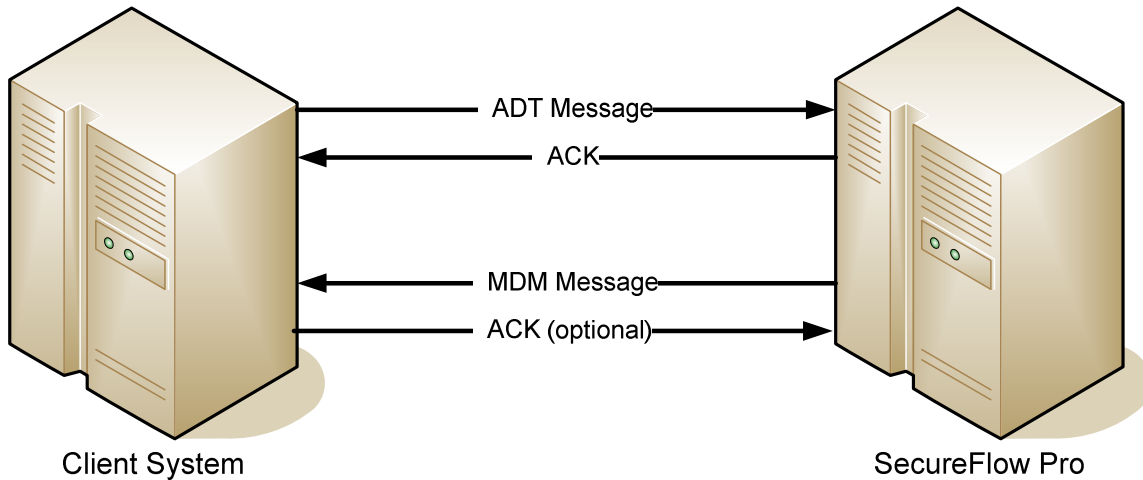 ADT Message
ACK
MDM Message
ACK (optional)
Client System
SecureFlow Pro